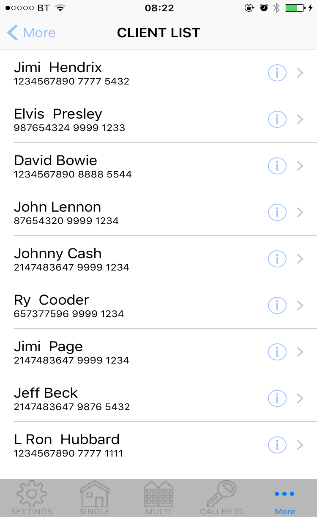 BT 08:22
More CLIENT LIST
Jimi Hendrix
1234567890 7777 5432
Elvis Presley
987654324 9999 1233
David Bowie
1234567890 8888 5544
John Lennon
87654320 9999 1234
Johnny Cash
2147483647 9999 1234
Ry Cooder
657377596 9999 1234
Jimi Page
2147483647 9999 1234
Jeff Beck
2147483647 9876 5432
L Ron Hubbard
1234567890 7777 1111
SETTINGS SINGLE MULTI CALLER ID More